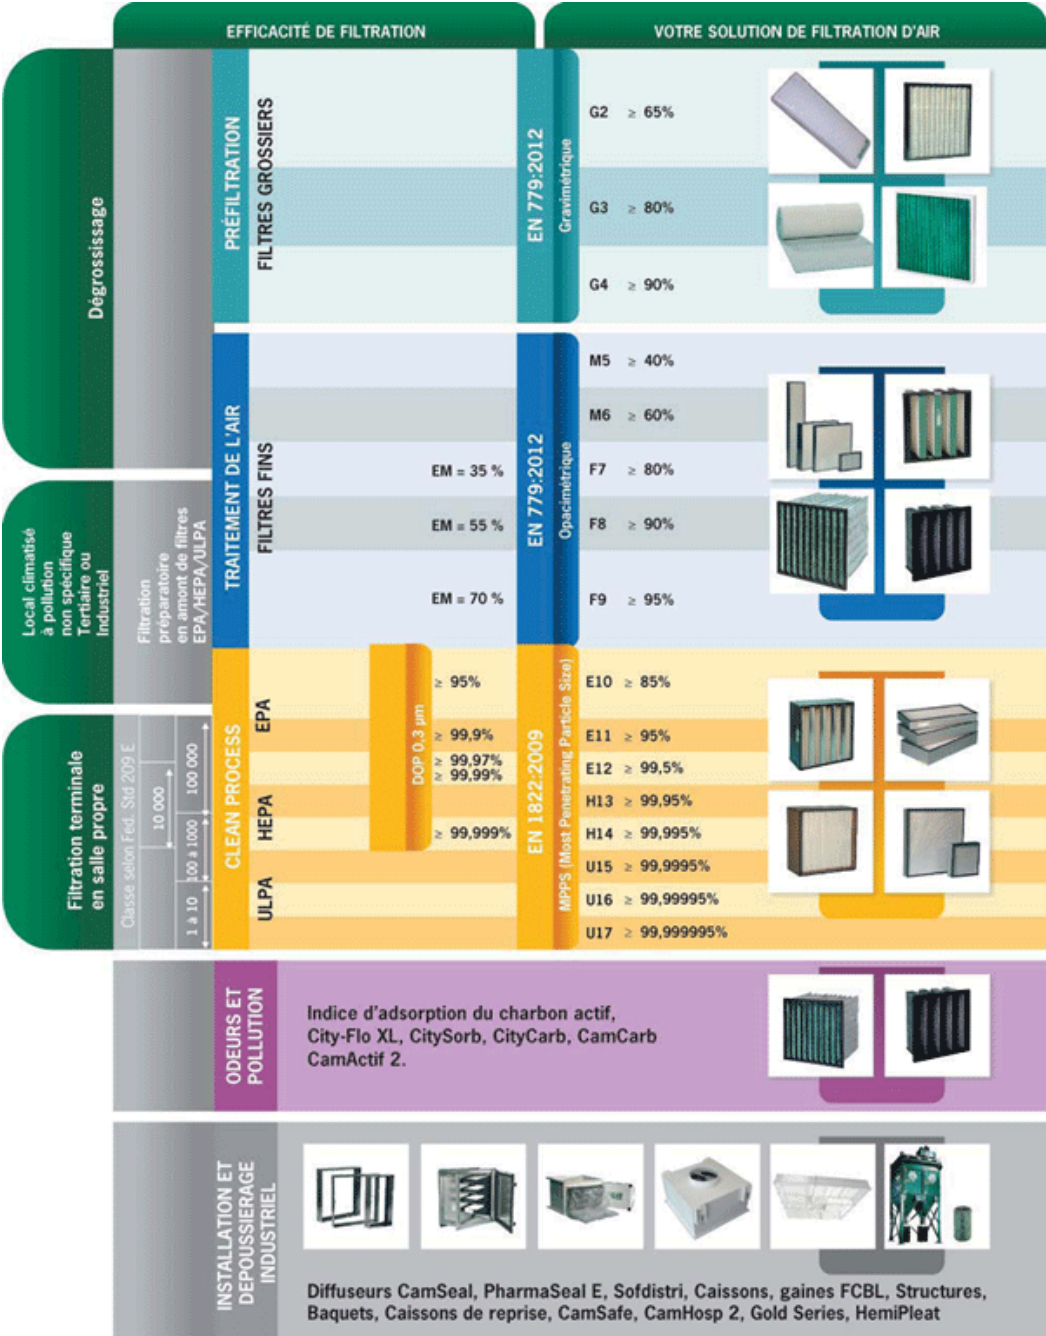 EFFICACITÉ DE FILTRATION
VOTRE SOLUTION DE FILTRATION D'AIR
Dégrossissage
PRÉFILTRATION
FILTRES GROSSIERS
EN 779:2012
Gravimétrique
G2 ≥ 65%
G3 ≥ 80%
G4 ≥ 90%
Local climatisé
à pollution
non spécifique
Tertiaire ou
Industriel
Filtration
préparatoire
en amont de filtres
EPA/HEPA/ULPA
TRAITEMENT DE L'AIR
FILTRES FINS
EM = 35 %
EM = 55 %
EM = 70 %
EN 779:2012
Opacimétrique
M5 ≥ 40%
M6 ≥ 60%
F7 ≥ 80%
F8 ≥ 90%
F9 ≥ 95%
Filtration terminale
en salle propre
Classe selon Fed. Std 209 E
10 000
100 000
100 à 1000
1 à 10
CLEAN PROCESS
EPA
HEPA
ULPA
DOP 0,3 µm
≥ 95%
≥ 99,9%
≥ 99,97%
≥ 99,99%
≥ 99,999%
EN 1822:2009
MPPS (Most Penetrating Particle Size)
E10 ≥ 85%
E11 ≥ 95%
E12 ≥ 99,5%
H13 ≥ 99,95%
H14 ≥ 99,995%
U15 ≥ 99,9995%
U16 ≥ 99,99995%
U17 ≥ 99,999995%
ODEURS ET
POLLUTION
Indice d'adsorption du charbon actif,
City-Flo XL, CitySorb, CityCarb, CamCarb
CamActif 2.
INSTALLATION ET
DEPOUSSIERAGE
INDUSTRIEL
Diffuseurs CamSeal, PharmaSeal E, Sofdistri, Caissons, gaines FCBL, Structures,
Baquets, Caissons de reprise, CamSafe, CamHosp 2, Gold Series, HemiPleat